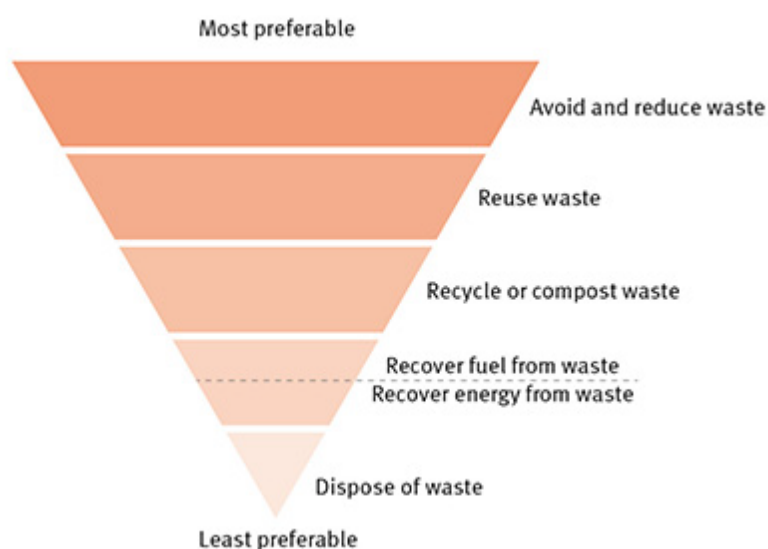 Most preferable
Avoid and reduce waste
Reuse waste
Recycle or compost waste
Recover fuel from waste
Recover energy from waste
Dispose of waste
Least preferable